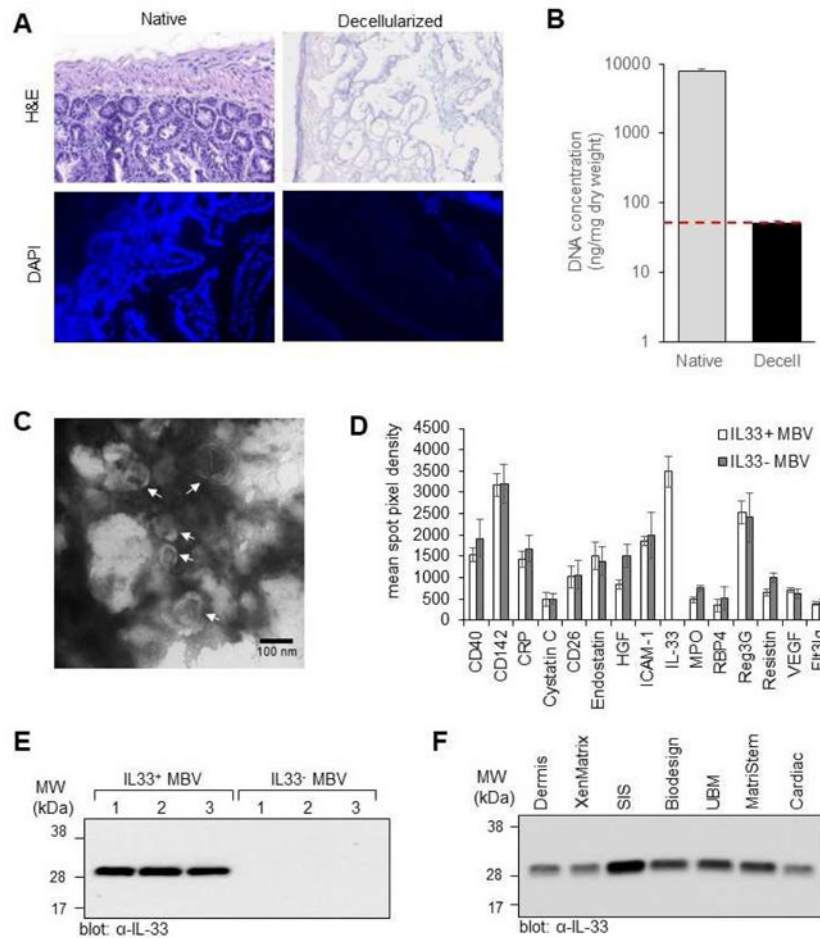 A
Native
Decellularized
H&E
DAPI
B
DNA concentration
(ng/mg dry weight)
10000
1000
100
10
1
Native
Decell
C
100 nm
D
mean spot pixel density
4500
4000
3500
3000
2500
2000
1500
1000
500
0
IL33+ MBV
IL33- MBV
CD40
CD142
CRP
Cystatin C
CD26
Endostatin
HGF
ICAM-1
IL-33
MPO
RBP4
Reg3G
Resistin
VEGF
E
MW
(kDa)
IL33⁺ MBV
IL33⁻ MBV
1 2 3 1 2 3
38
28
17
blot: α-IL-33
F
MW
(kDa)
Dermis
XenMatrix
SIS
Biodesign
UBM
MatriStem
Cardiac
38
28
17
blot: α-IL-33